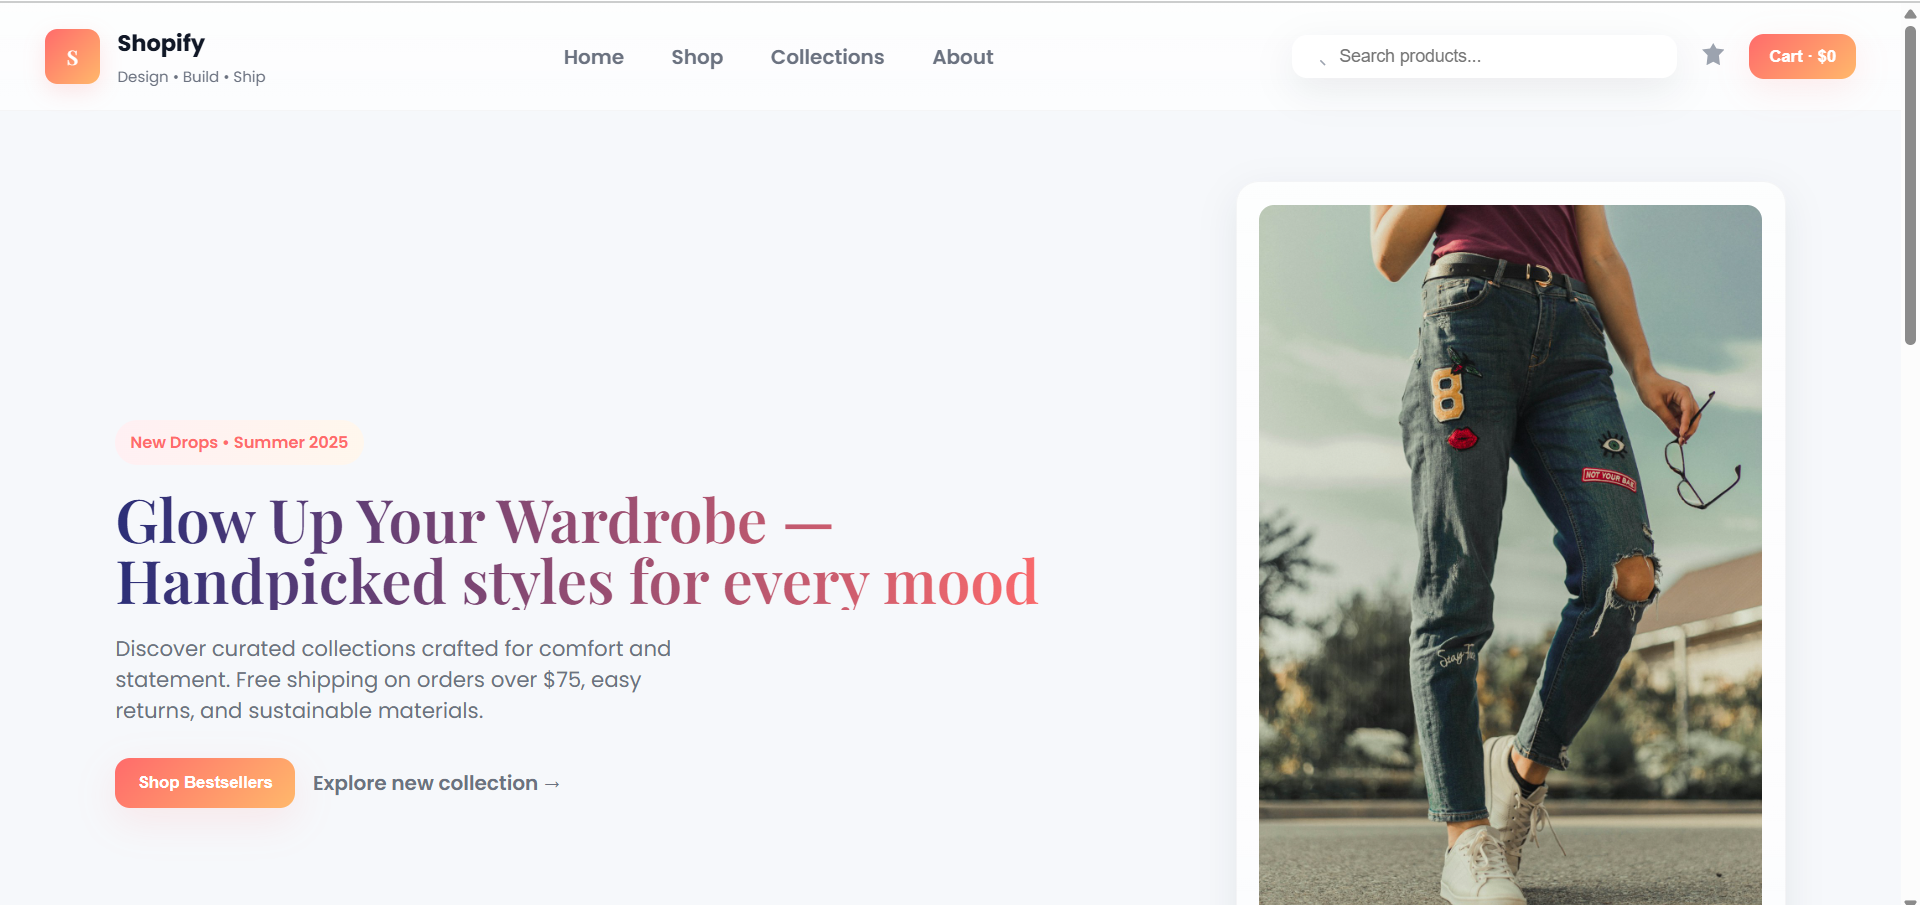 S
Shopify
Design • Build • Ship
Home
Shop
Collections
About
Search products...
Cart · $0
New Drops • Summer 2025
Glow Up Your Wardrobe —
Handpicked styles for every mood
Discover curated collections crafted for comfort and
statement. Free shipping on orders over $75, easy
returns, and sustainable materials.
Shop Bestsellers
Explore new collection →
8
NOT YOUR
Stay